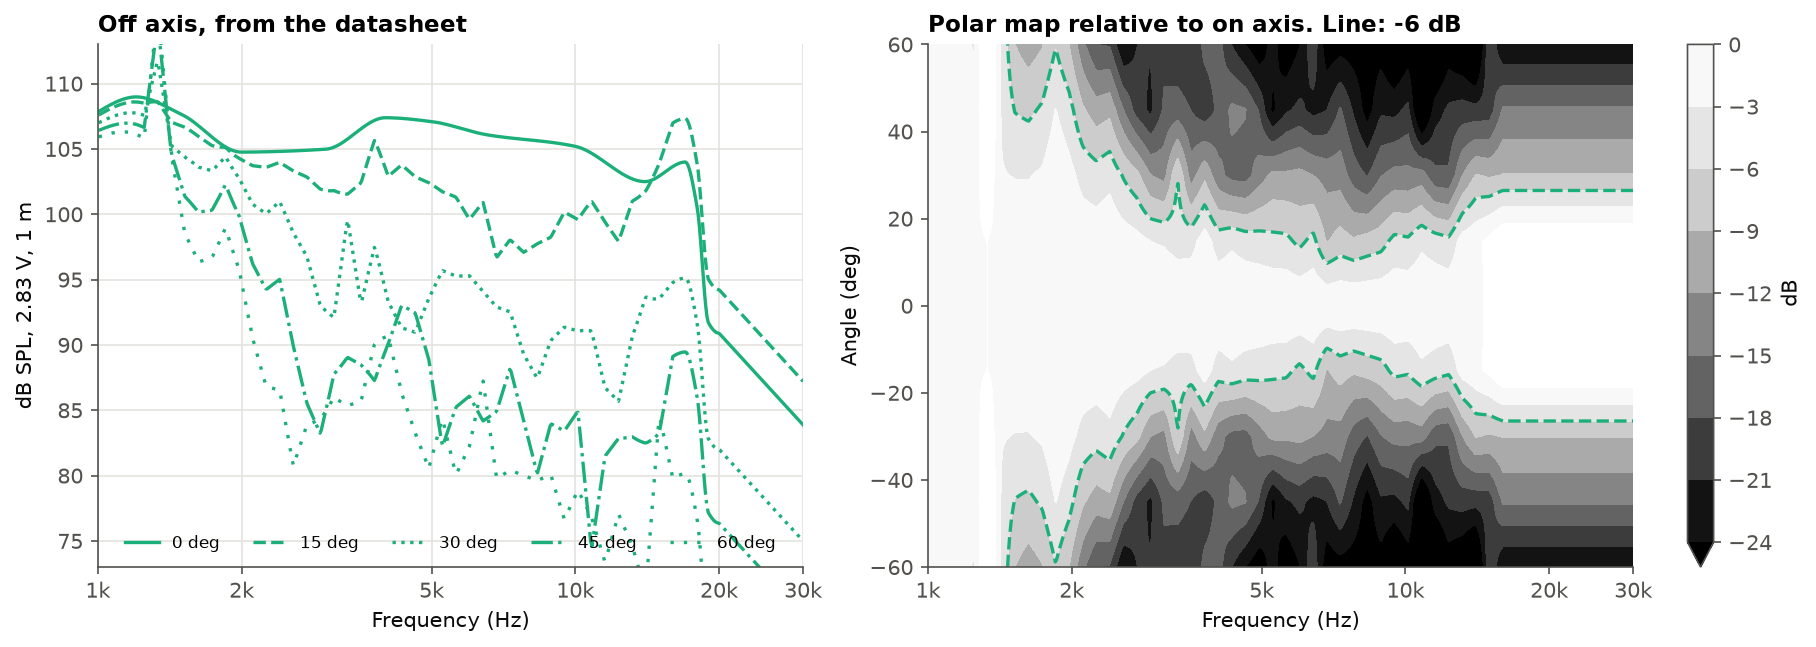 Off axis, from the datasheet
110
105
100
95
90
85
80
75
dB SPL, 2.83 V, 1 m
0 deg 15 deg 30 deg 45 deg 60 deg
1k 2k 5k 10k 20k 30k
Frequency (Hz)
Polar map relative to on axis. Line: -6 dB
60
40
20
0
−20
−40
−60
Angle (deg)
1k 2k 5k 10k 20k 30k
Frequency (Hz)
0
−3
−6
−9
−12
−15
−18
−21
−24
dB